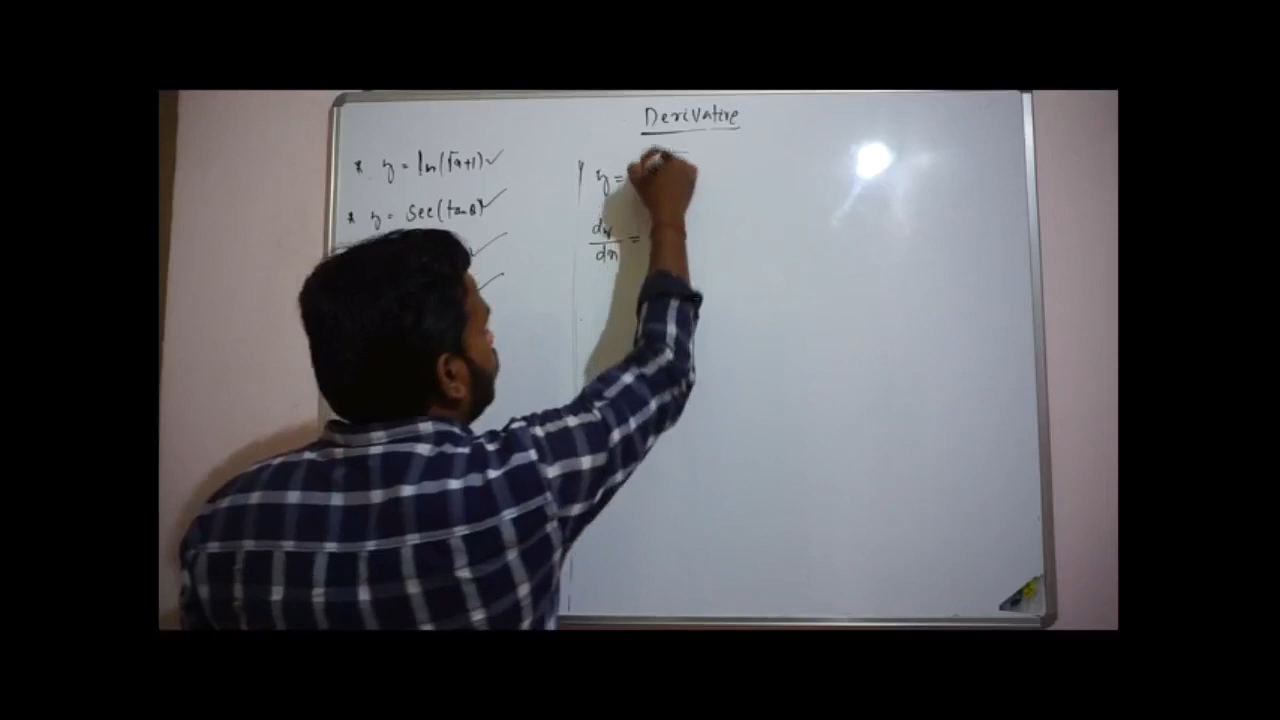 Derivative
* y = ln(√x+1) ✓
* y = sec(tanθ) ✓
y =
dy/dx =